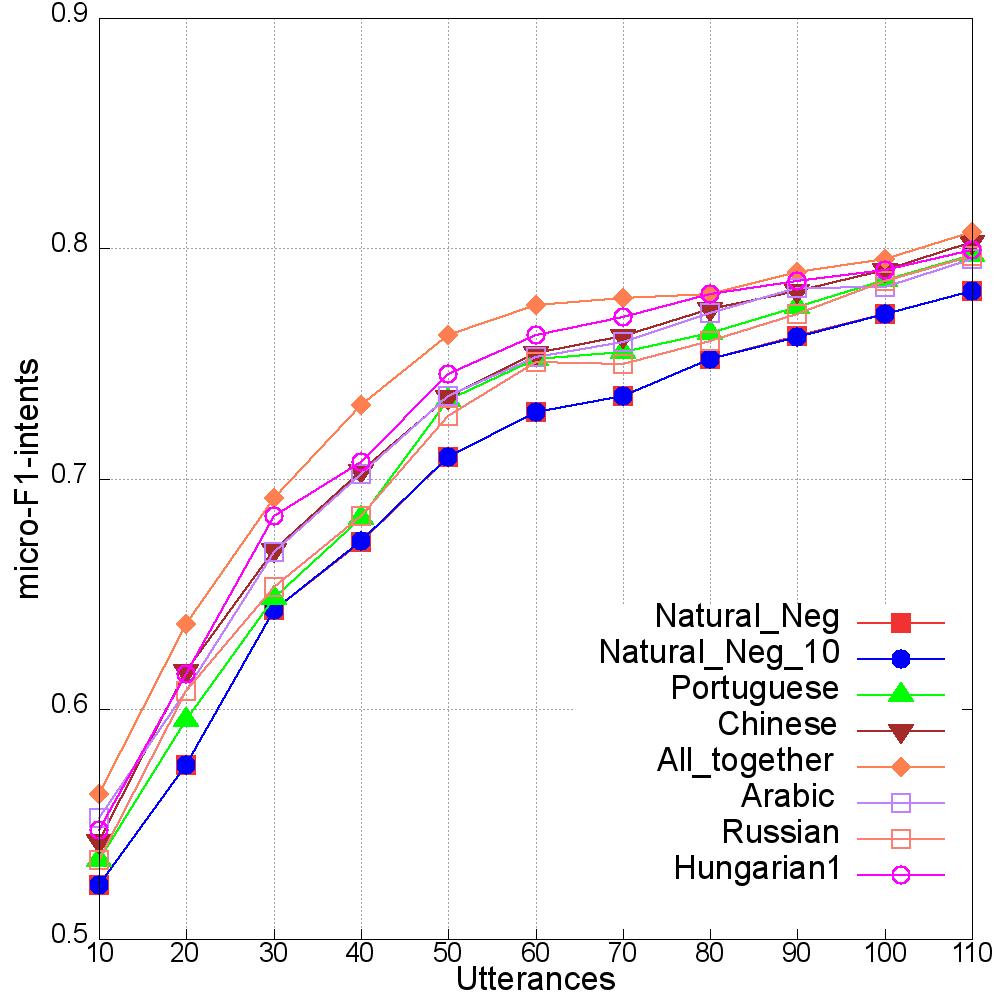 0.9
0.8
0.7
0.6
0.5
micro-F1-intents
Natural_Neg
Natural_Neg_10
Portuguese
Chinese
All_together
Arabic
Russian
Hungarian1
10 20 30 40 50 60 70 80 90 100 110
Utterances